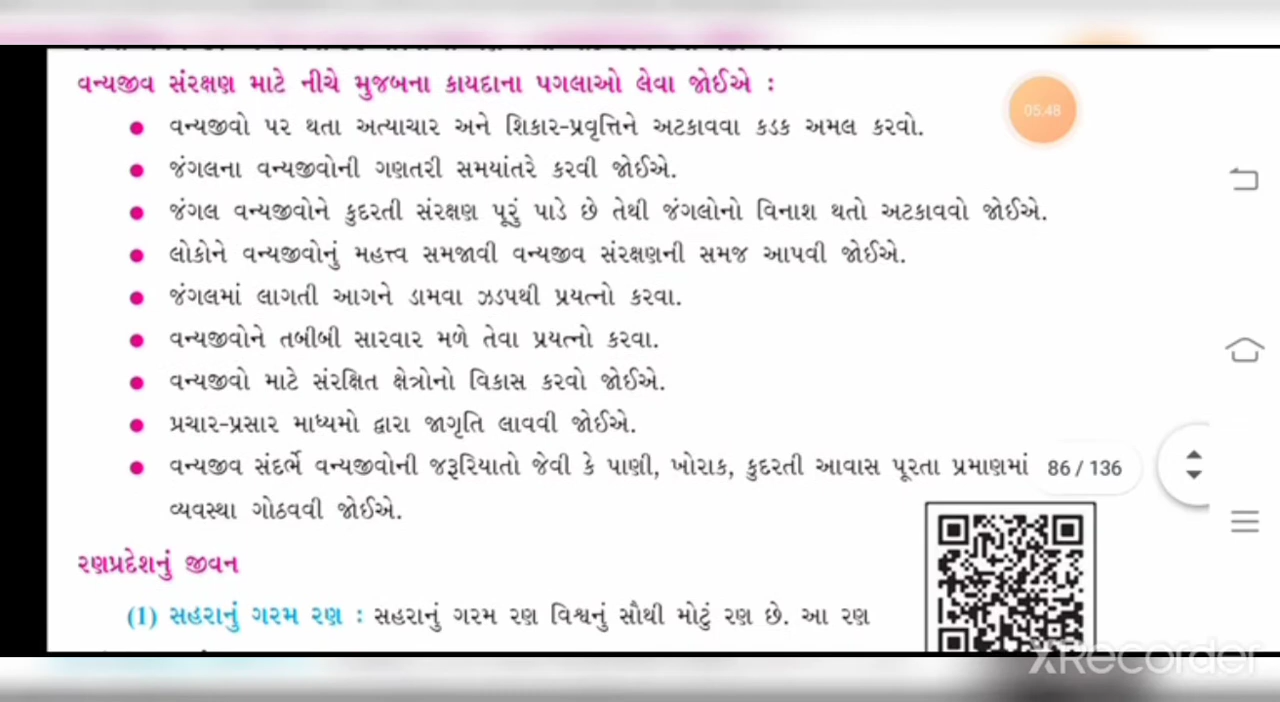 વન્યજીવ સંરક્ષણ માટે નીચે મુજબના કાયદાના પગલાઓ લેવા જોઈએ :
05:48
● વન્યજીવો પર થતા અત્યાચાર અને શિકાર-પ્રવૃત્તિને અટકાવવા કડક અમલ કરવો.
● જંગલના વન્યજીવોની ગણતરી સમયાંતરે કરવી જોઈએ.
● જંગલ વન્યજીવોને કુદરતી સંરક્ષણ પૂરું પાડે છે તેથી જંગલોનો વિનાશ થતો અટકાવવો જોઈએ.
● લોકોને વન્યજીવોનું મહત્ત્વ સમજાવી વન્યજીવ સંરક્ષણની સમજ આપવી જોઈએ.
● જંગલમાં લાગતી આગને ડામવા ઝડપથી પ્રયત્નો કરવા.
● વન્યજીવોને તબીબી સારવાર મળે તેવા પ્રયત્નો કરવા.
● વન્યજીવો માટે સંરક્ષિત ક્ષેત્રોનો વિકાસ કરવો જોઈએ.
● પ્રચાર-પ્રસાર માધ્યમો દ્વારા જાગૃતિ લાવવી જોઈએ.
● વન્યજીવ સંદર્ભે વન્યજીવોની જરૂરિયાતો જેવી કે પાણી, ખોરાક, કુદરતી આવાસ પૂરતા પ્રમાણમાં
86 / 136
વ્યવસ્થા ગોઠવવી જોઈએ.
રણપ્રદેશનું જીવન
(1) સહરાનું ગરમ રણ : સહરાનું ગરમ રણ વિશ્વનું સૌથી મોટું રણ છે. આ રણ
XRecorder